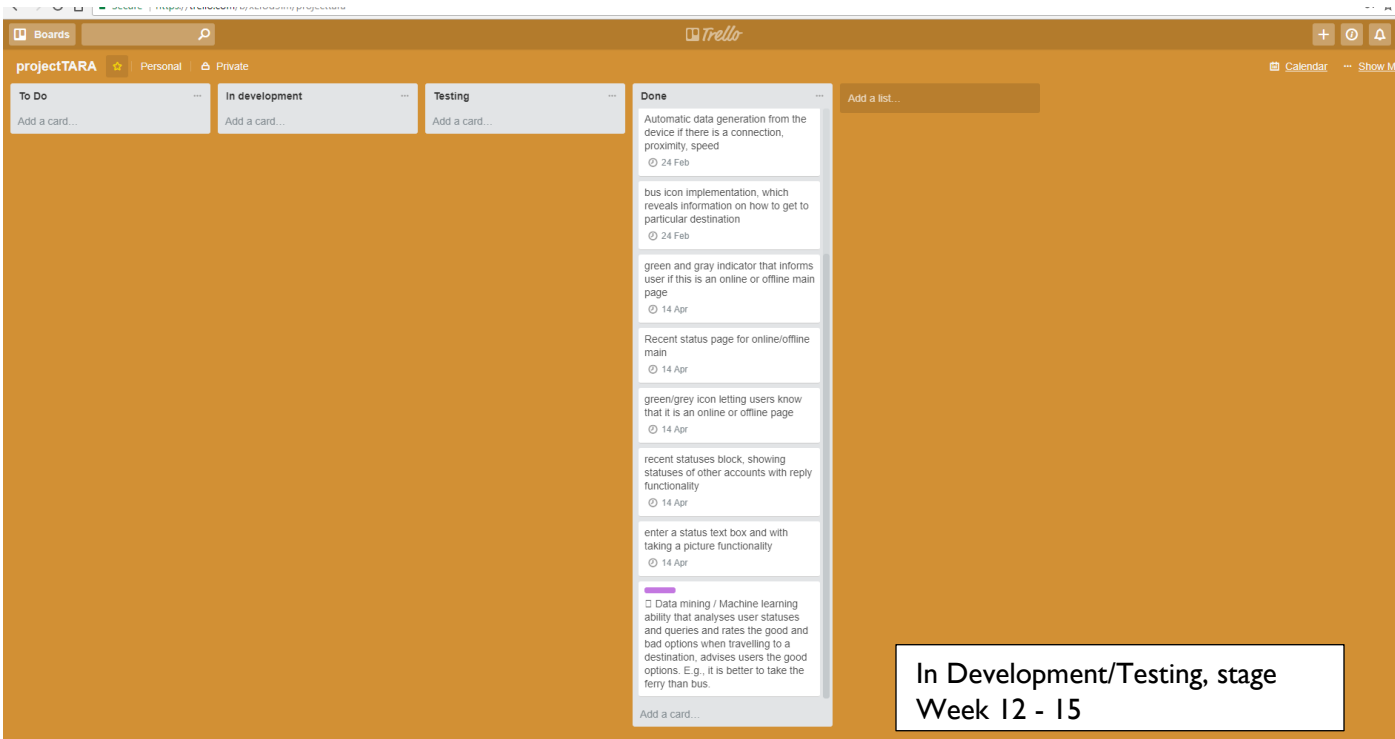 Secure | https://trello.com/b/
Boards
Trello
projectTARA
Personal
Private
Calendar
Show M
To Do
Add a card...
In development
Add a card...
Testing
Add a card...
Done
Automatic data generation from the
device if there is a connection,
proximity, speed
24 Feb
bus icon implementation, which
reveals information on how to get to
particular destination
24 Feb
green and gray indicator that informs
user if this is an online or offline main
page
14 Apr
Recent status page for online/offline
main
14 Apr
green/grey icon letting users know
that it is an online or offline page
14 Apr
recent statuses block, showing
statuses of other accounts with reply
functionality
14 Apr
enter a status text box and with
taking a picture functionality
14 Apr
Data mining / Machine learning
ability that analyses user statuses
and queries and rates the good and
bad options when travelling to a
destination, advises users the good
options. E.g., it is better to take the
ferry than bus.
Add a card...
Add a list...
In Development/Testing, stage
Week 12 - 15